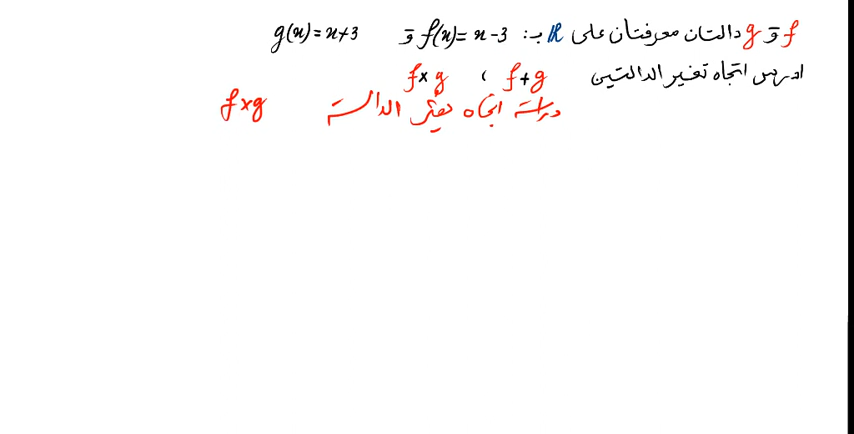 f و g دالتان معرفتان على ℝ بـ: f(x) = x - 3 و g(x) = x + 3
ادرس اتجاه تغير الدالتين f + g ، f × g
دراسة اتجاه تغير الدالة f × g